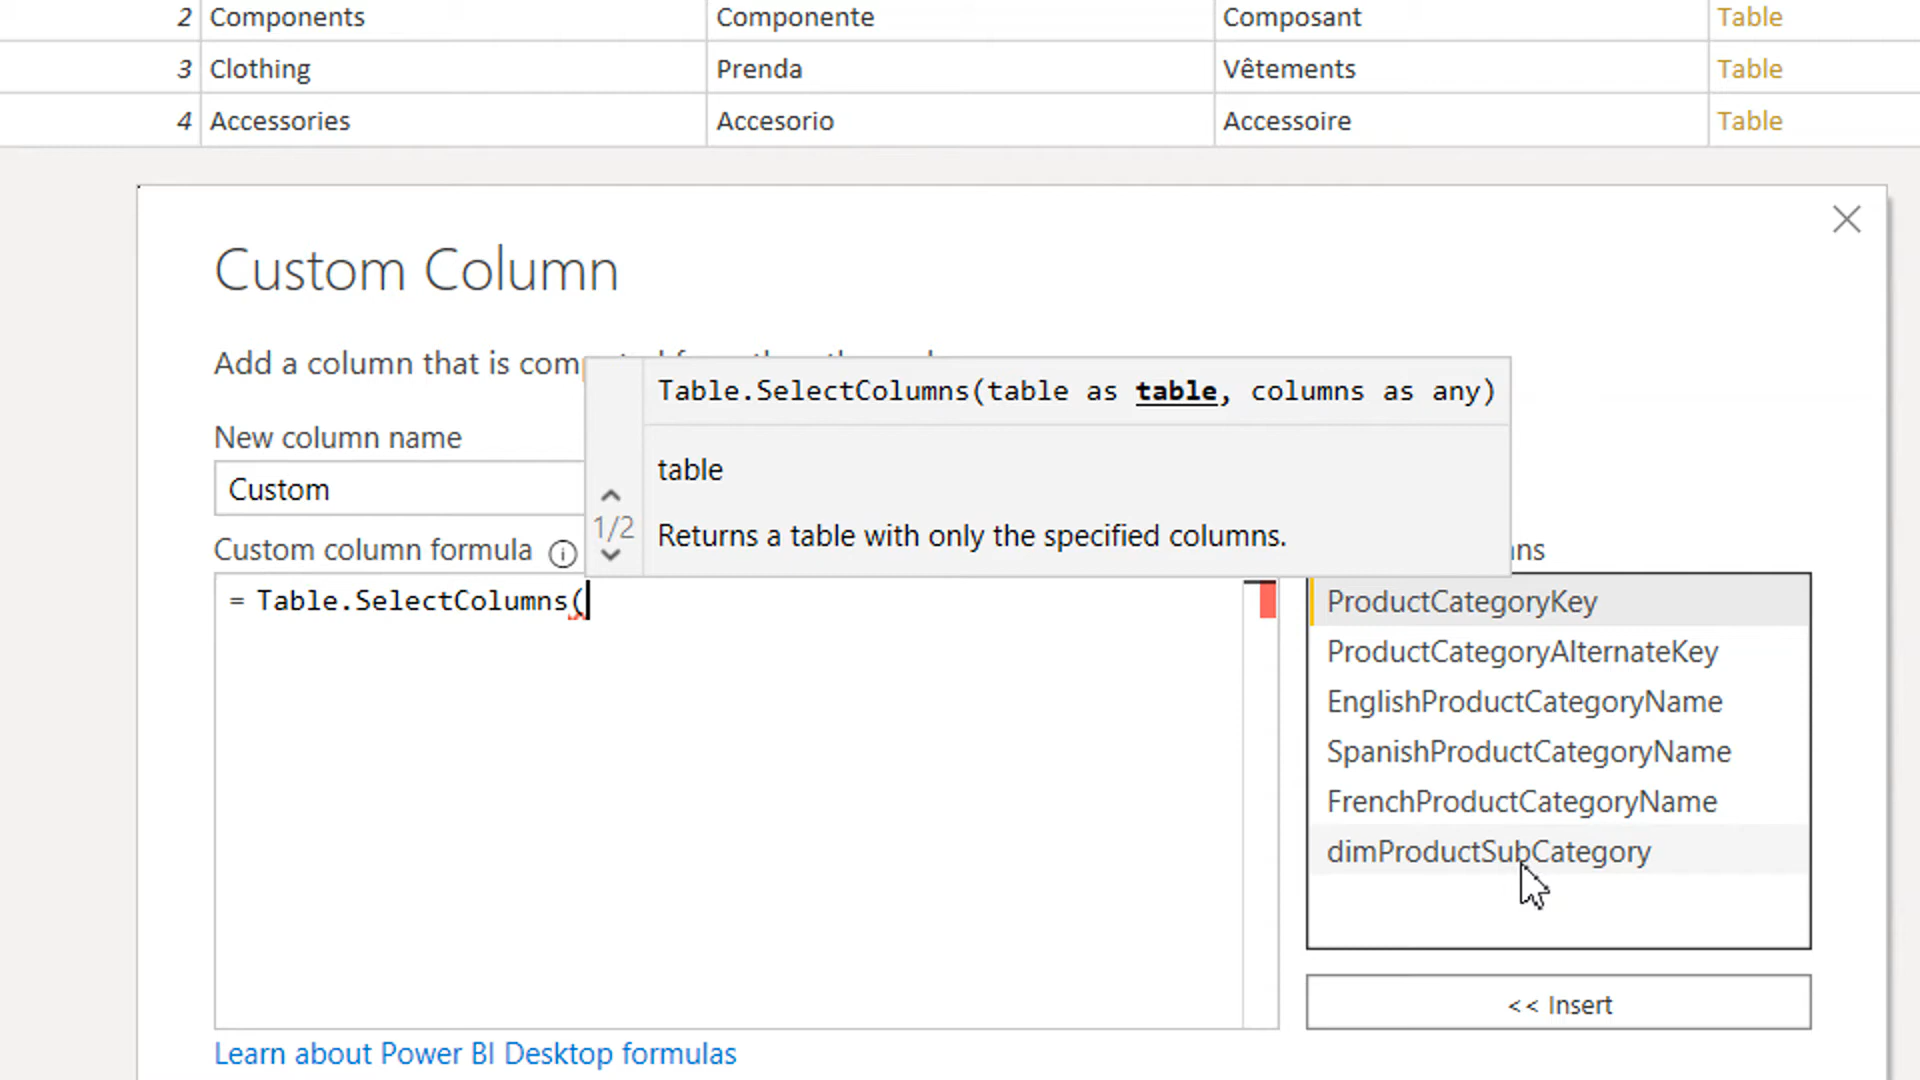 2 Components Componente Composant Table
3 Clothing Prenda Vêtements Table
4 Accessories Accesorio Accessoire Table
Custom Column
Add a column that is com
Table.SelectColumns(table as table, columns as any)
New column name
table
Custom
1/2
Returns a table with only the specified columns.
Custom column formula
ns
= Table.SelectColumns(
ProductCategoryKey
ProductCategoryAlternateKey
EnglishProductCategoryName
SpanishProductCategoryName
FrenchProductCategoryName
dimProductSubCategory
<< Insert
Learn about Power BI Desktop formulas